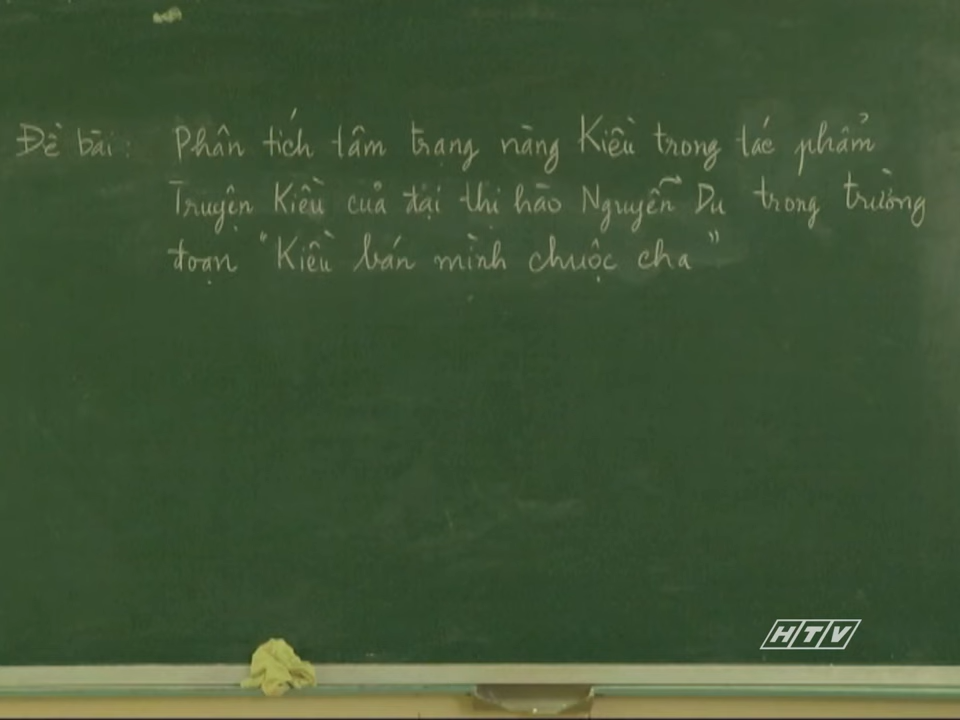 Đề bài: Phân tích tâm trạng nàng Kiều trong tác phẩm
Truyện Kiều của đại thi hào Nguyễn Du trong trường
đoạn "Kiều bán mình chuộc cha"
HTV